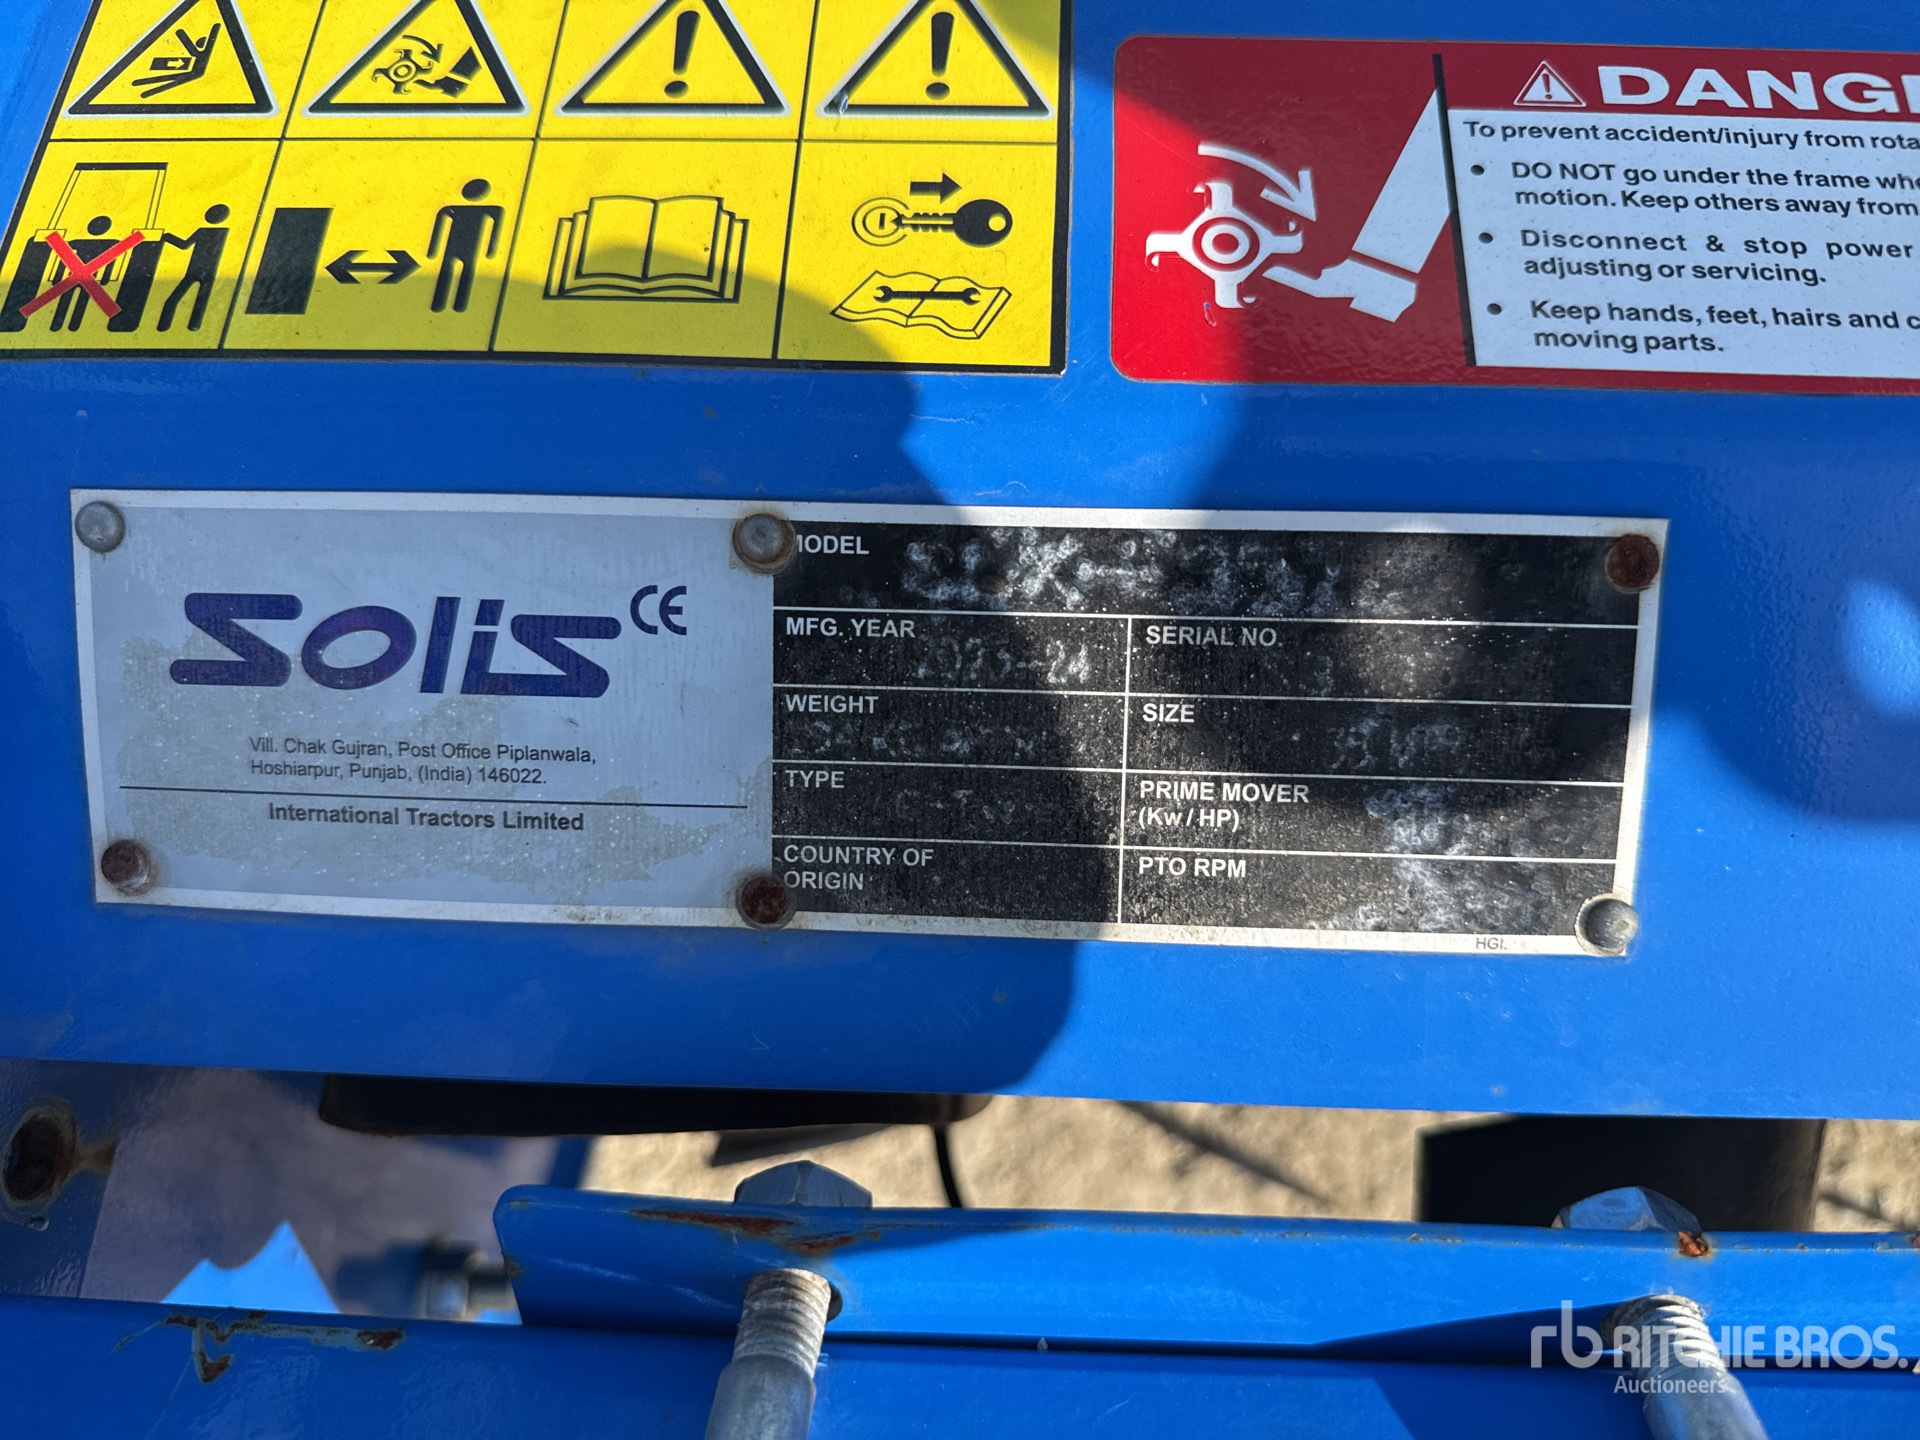 DANG
To prevent accident/injury from rota
• DO NOT go under the frame whe
motion. Keep others away from
• Disconnect & stop power
adjusting or servicing.
• Keep hands, feet, hairs and c
moving parts.
solis CE
Vill. Chak Gujran, Post Office Piplanwala,
Hoshiarpur, Punjab, (India) 146022.
International Tractors Limited
MODEL
MFG. YEAR 2023-24
SERIAL NO.
WEIGHT
SIZE
TYPE
PRIME MOVER
(Kw / HP)
COUNTRY OF
ORIGIN
PTO RPM
HGI.
rb RITCHIE BROS.
Auctioneers